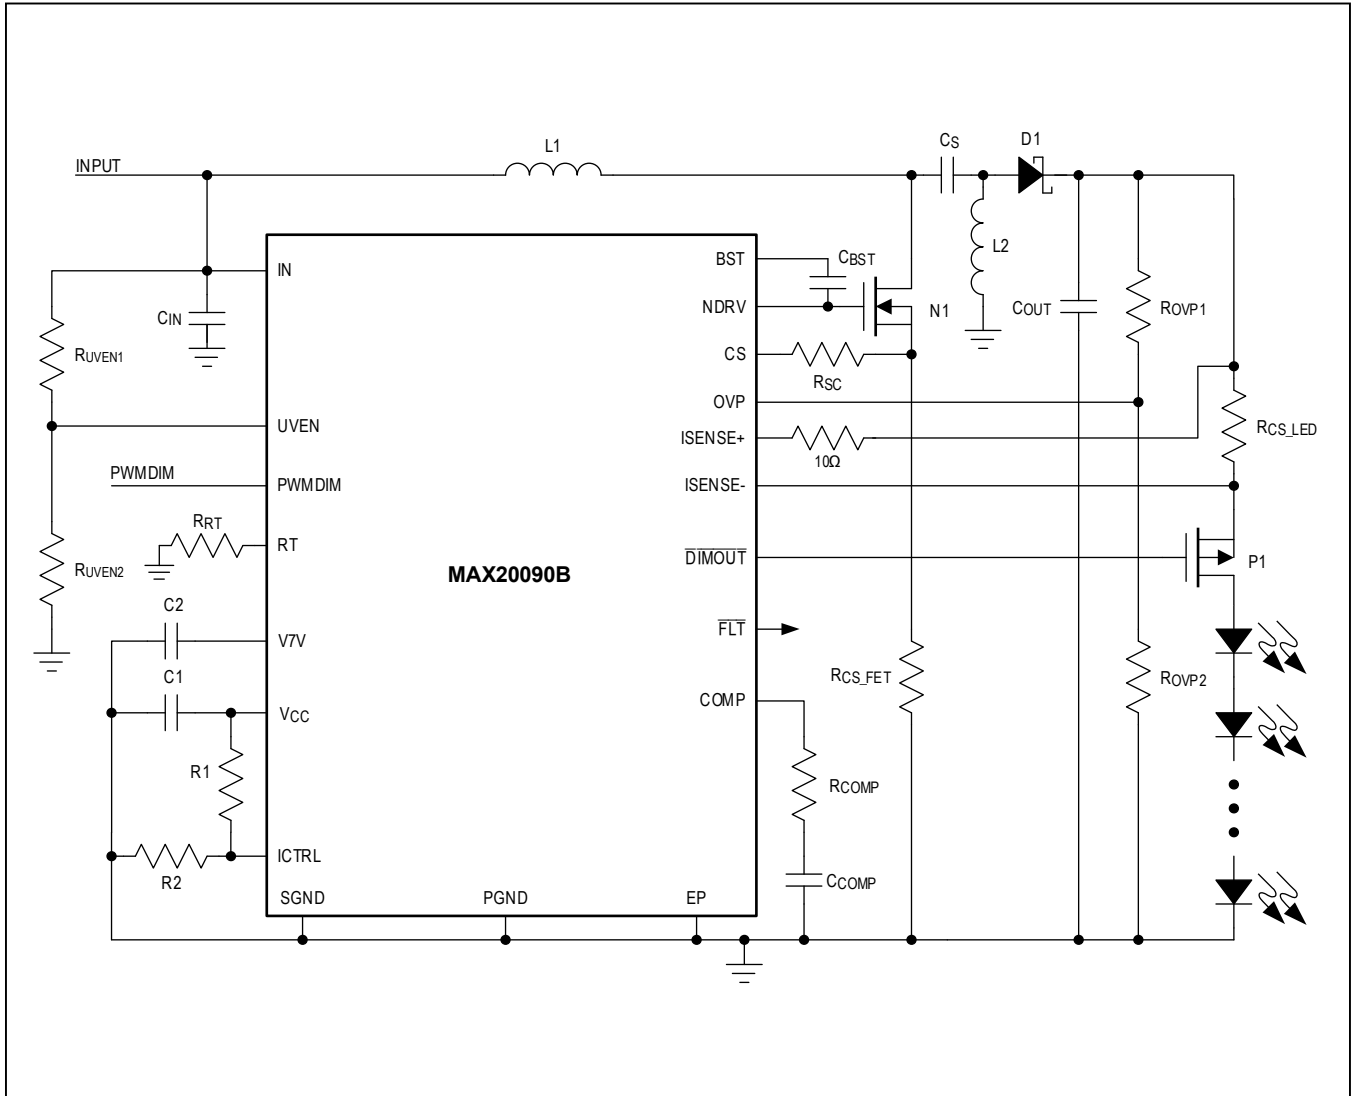 L1
CS
D1
INPUT
L2
BST
CBST
IN
NDRV
N1
COUT
ROVP1
CIN
RUVEN1
CS
RSC
OVP
UVEN
ISENSE+
10Ω
RCS_LED
PWMDIM
PWMDIM
ISENSE-
RRT
RT
RUVEN2
MAX20090B
DIMOUT
P1
C2
V7V
FLT
C1
RCS_FET
ROVP2
VCC
COMP
R1
RCOMP
R2
ICTRL
CCOMP
SGND
PGND
EP